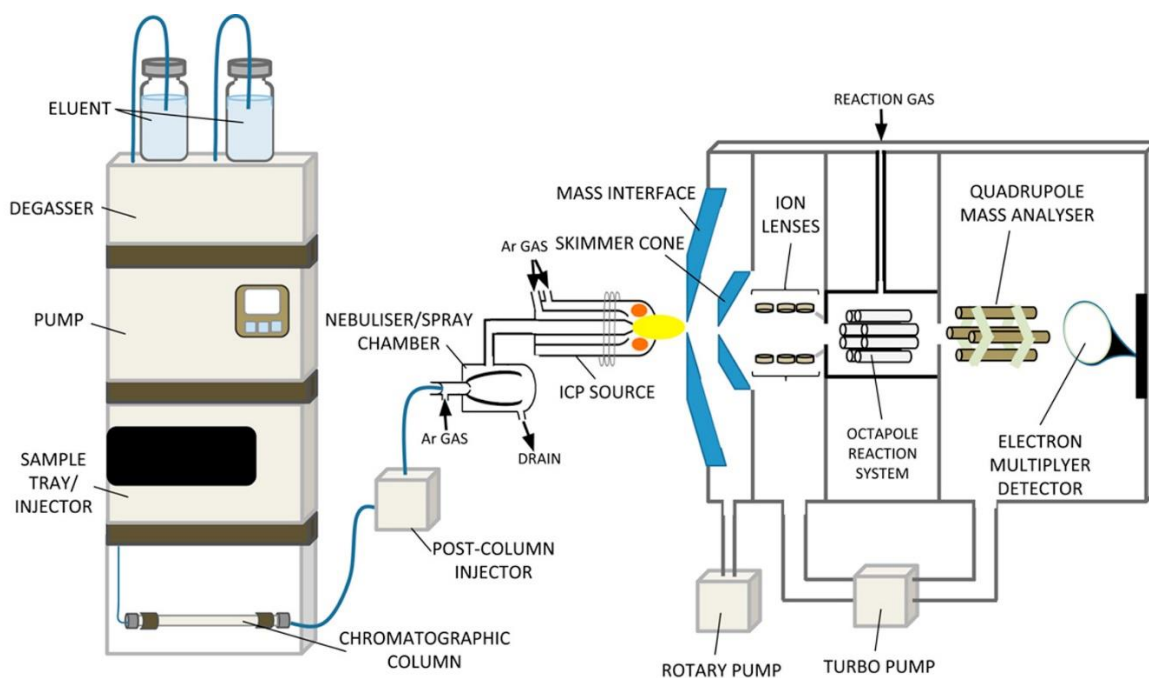 ELUENT
DEGASSER
PUMP
SAMPLE
TRAY/
INJECTOR
CHROMATOGRAPHIC
COLUMN
POST-COLUMN
INJECTOR
NEBULISER/SPRAY
CHAMBER
Ar GAS
DRAIN
Ar GAS
ICP SOURCE
MASS INTERFACE
SKIMMER CONE
ION
LENSES
REACTION GAS
OCTAPOLE
REACTION
SYSTEM
QUADRUPOLE
MASS ANALYSER
ELECTRON
MULTIPLYER
DETECTOR
ROTARY PUMP
TURBO PUMP